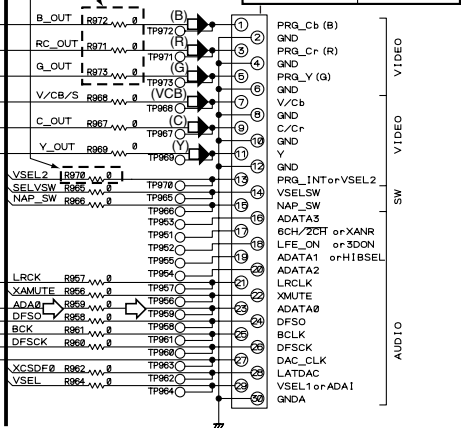 B_OUT R972 0 (B) TP972 1 PRG_Cb (B)
2 GND
RC_OUT R971 0 (R) TP971 3 PRG_Cr (R)
4 GND
G_OUT R973 0 (G) TP973 5 PRG_Y (G)
6 GND
V/CB/S R968 0 (VCB) TP968 7 V/Cb
8 GND
C_OUT R967 0 (C) TP967 9 C/Cr
10 GND
Y_OUT R969 0 (Y) TP969 11 Y
12 GND
VSEL2 R970 0 TP970 13 PRG_INTorVSEL2
SELVSW R965 0 TP965 14 VSELSW
NAP_SW R966 0 TP966 15 NAP_SW
TP953 16 ADATA3
TP951 17 6CH/2CH orXANR
TP952 18 LFE_ON or3DON
TP955 19 ADATA1 orHIBSEL
TP954 20 ADATA2
LRCK R957 0 TP957 21 LRCLK
XAMUTE R956 0 TP956 22 XMUTE
ADA0 R959 0 TP959 23 ADATA0
DFSO R958 0 TP958 24 DFSO
BCK R961 0 TP961 25 BCLK
DFSCK R960 0 TP960 26 DFSCK
TP963 27 DAC_CLK
XCSDF0 R962 0 TP962 28 LATDAC
VSEL R964 0 TP964 29 VSEL1orADAI
30 GNDA
VIDEO
VIDEO
SW
AUDIO